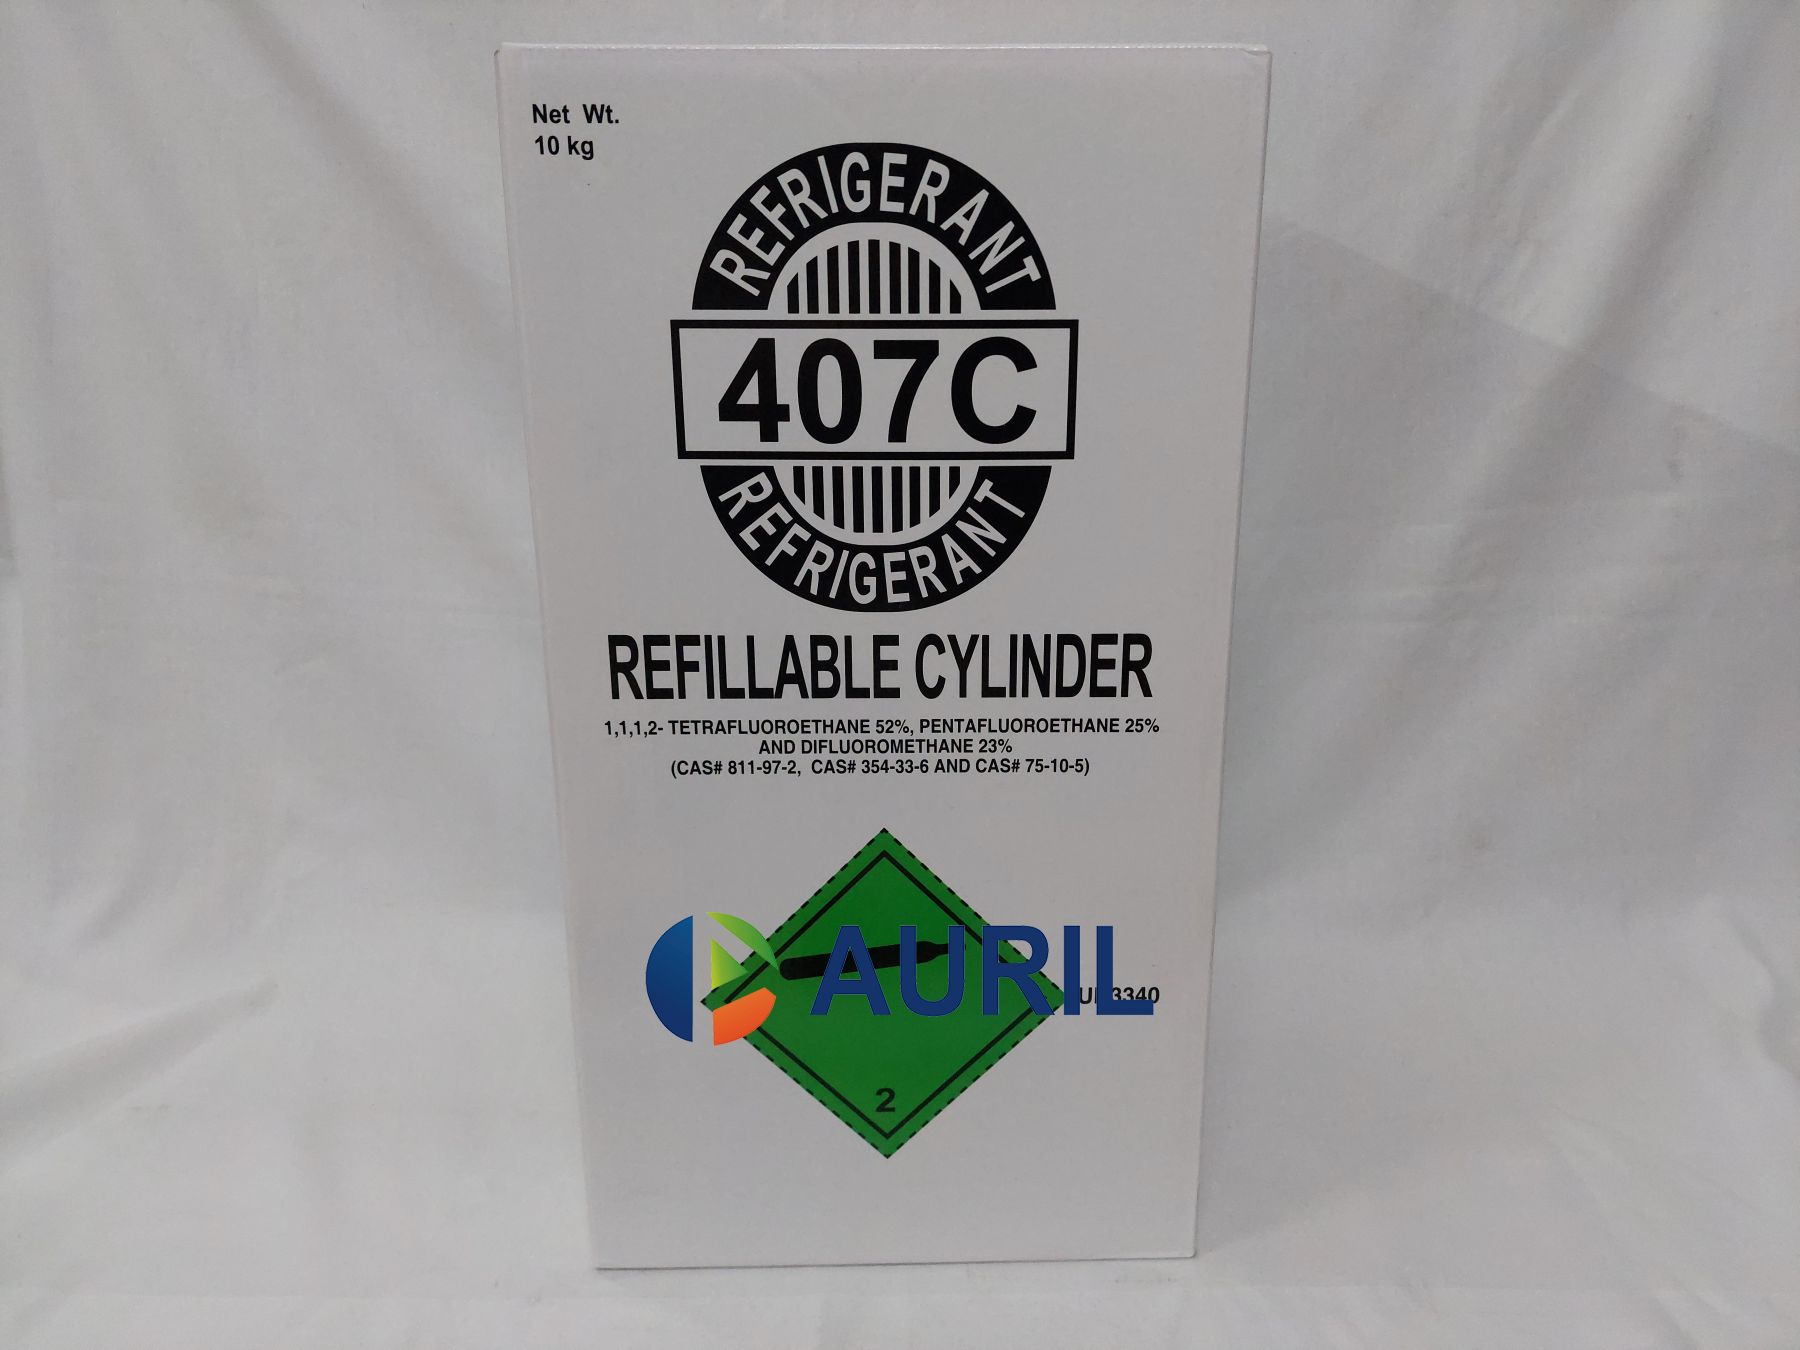 Net Wt.
10 kg
REFRIGERANT
407C
REFRIGERANT
REFILLABLE CYLINDER
1,1,1,2- TETRAFLUOROETHANE 52%, PENTAFLUOROETHANE 25%
AND DIFLUOROMETHANE 23%
(CAS# 811-97-2, CAS# 354-33-6 AND CAS# 75-10-5)
AURIL
3340
2